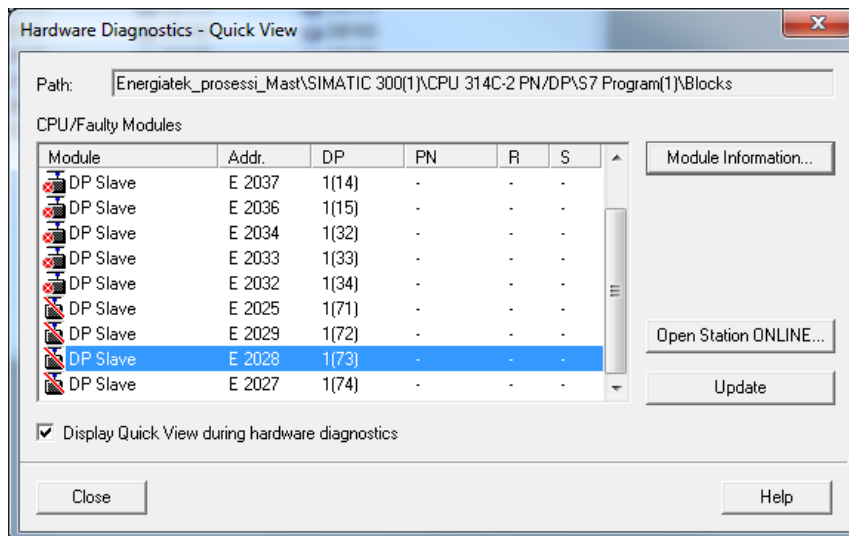 Hardware Diagnostics - Quick View
Path: Energiatek_prosessi_Mast\SIMATIC 300(1)\CPU 314C-2 PN/DP\S7 Program(1)\Blocks
CPU/Faulty Modules
Module Addr. DP PN R S Module Information...
DP Slave E 2037 1(14) - - -
DP Slave E 2036 1(15) - - -
DP Slave E 2034 1(32) - - -
DP Slave E 2033 1(33) - - -
DP Slave E 2032 1(34) - - -
DP Slave E 2025 1(71) - - -
DP Slave E 2029 1(72) - - - Open Station ONLINE...
DP Slave E 2028 1(73) - - -
DP Slave E 2027 1(74) - - - Update
Display Quick View during hardware diagnostics
Close Help